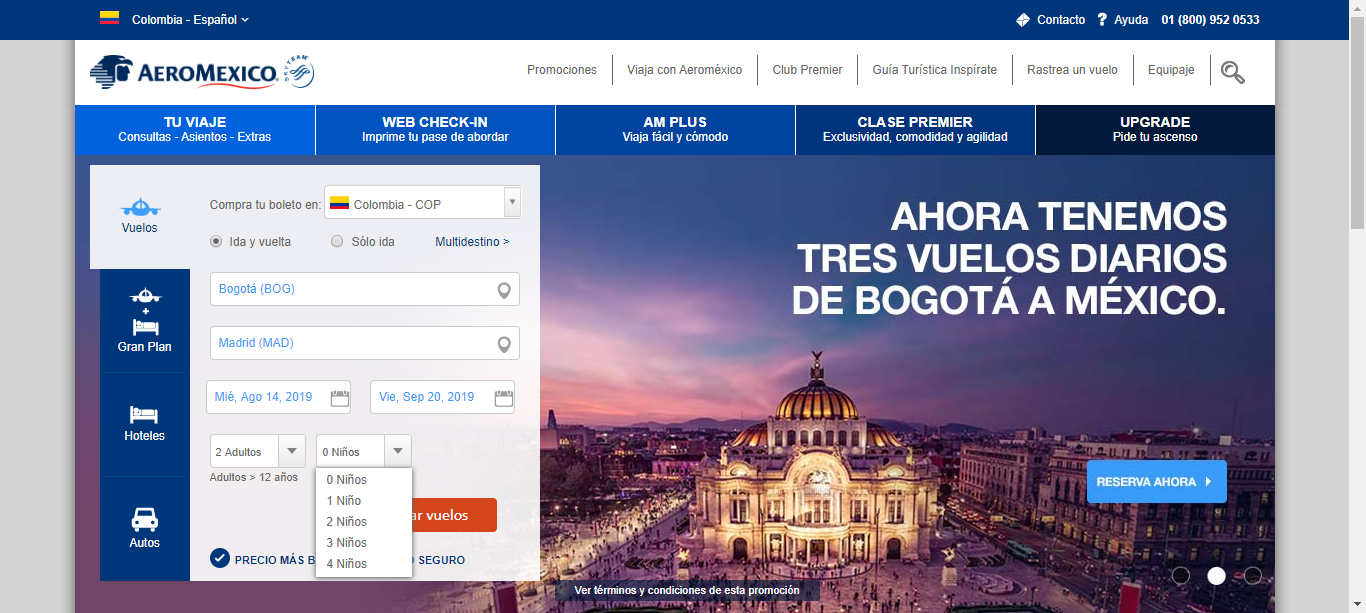 Colombia - Español
Contacto
Ayuda
01 (800) 952 0533
AEROMEXICO
SKYTEAM
Promociones
Viaja con Aeroméxico
Club Premier
Guía Turística Inspírate
Rastrea un vuelo
Equipaje
TU VIAJE
Consultas - Asientos - Extras
WEB CHECK-IN
Imprime tu pase de abordar
AM PLUS
Viaja fácil y cómodo
CLASE PREMIER
Exclusividad, comodidad y agilidad
UPGRADE
Pide tu ascenso
Vuelos
+
Gran Plan
Hoteles
Autos
Compra tu boleto en:
Colombia - COP
Ida y vuelta
Sólo ida
Multidestino >
Bogotá (BOG)
Madrid (MAD)
Mié, Ago 14, 2019
Vie, Sep 20, 2019
2 Adultos
0 Niños
Adultos > 12 años
0 Niños
1 Niño
2 Niños
3 Niños
4 Niños
ar vuelos
PRECIO MÁS B
SEGURO
AHORA TENEMOS
TRES VUELOS DIARIOS
DE BOGOTÁ A MÉXICO.
RESERVA AHORA
Ver términos y condiciones de esta promoción